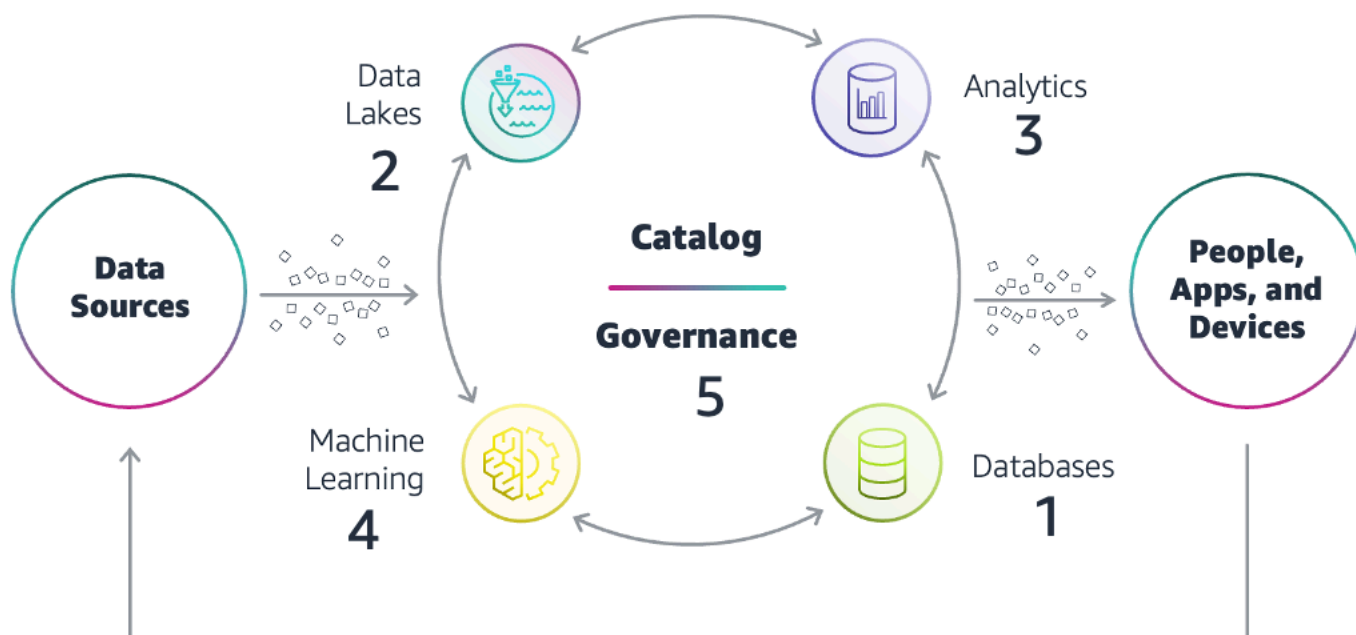 Data
Lakes
2
Analytics
3
Data
Sources
Catalog
Governance
5
People,
Apps, and
Devices
Machine
Learning
4
Databases
1